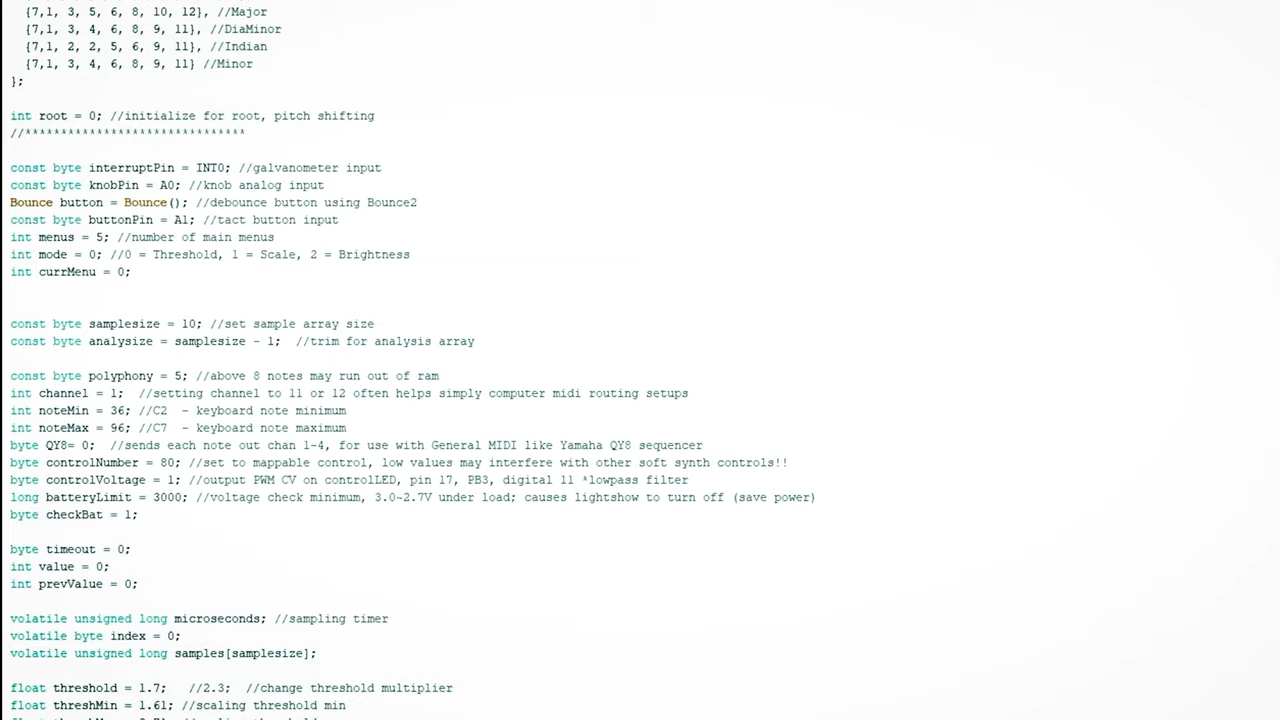 {7,1, 3, 5, 6, 8, 10, 12}, //Major
{7,1, 3, 4, 6, 8, 9, 11}, //DiaMinor
{7,1, 2, 2, 5, 6, 9, 11}, //Indian
{7,1, 3, 4, 6, 8, 9, 11} //Minor
};
int root = 0; //initialize for root, pitch shifting
//*******************************
const byte interruptPin = INT0; //galvanometer input
const byte knobPin = A0; //knob analog input
Bounce button = Bounce(); //debounce button using Bounce2
const byte buttonPin = A1; //tact button input
int menus = 5; //number of main menus
int mode = 0; //0 = Threshold, 1 = Scale, 2 = Brightness
int currMenu = 0;
const byte samplesize = 10; //set sample array size
const byte analysize = samplesize - 1;  //trim for analysis array
const byte polyphony = 5; //above 8 notes may run out of ram
int channel = 1;  //setting channel to 11 or 12 often helps simply computer midi routing setups
int noteMin = 36; //C2  - keyboard note minimum
int noteMax = 96; //C7  - keyboard note maximum
byte QY8= 0;  //sends each note out chan 1-4, for use with General MIDI like Yamaha QY8 sequencer
byte controlNumber = 80; //set to mappable control, low values may interfere with other soft synth controls!!
byte controlVoltage = 1; //output PWM CV on controlLED, pin 17, PB3, digital 11 *lowpass filter
long batteryLimit = 3000; //voltage check minimum, 3.0~2.7V under load; causes lightshow to turn off (save power)
byte checkBat = 1;
byte timeout = 0;
int value = 0;
int prevValue = 0;
volatile unsigned long microseconds; //sampling timer
volatile byte index = 0;
volatile unsigned long samples[samplesize];
float threshold = 1.7;   //2.3;  //change threshold multiplier
float threshMin = 1.61; //scaling threshold min